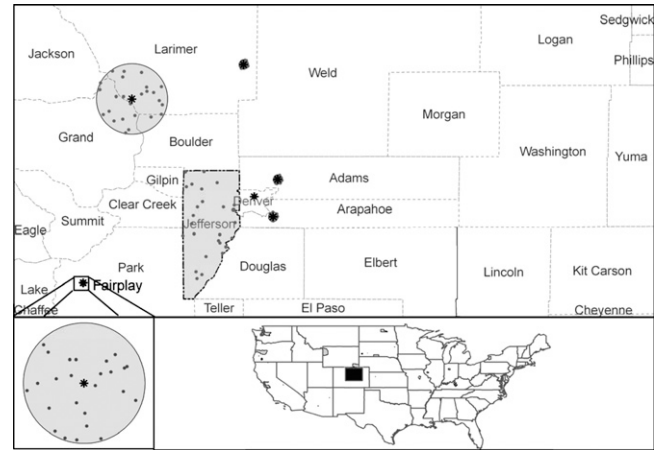 Sedgwick
Logan
Jackson
Larimer
Phillips
Weld
Morgan
Grand
Boulder
Washington
Yuma
Gilpin
Adams
Clear Creek
Denver
Arapahoe
Summit
Jefferson
Eagle
Park
Douglas
Elbert
Lincoln
Kit Carson
Fairplay
Lake
Chaffee
Teller
El Paso
Cheyenne